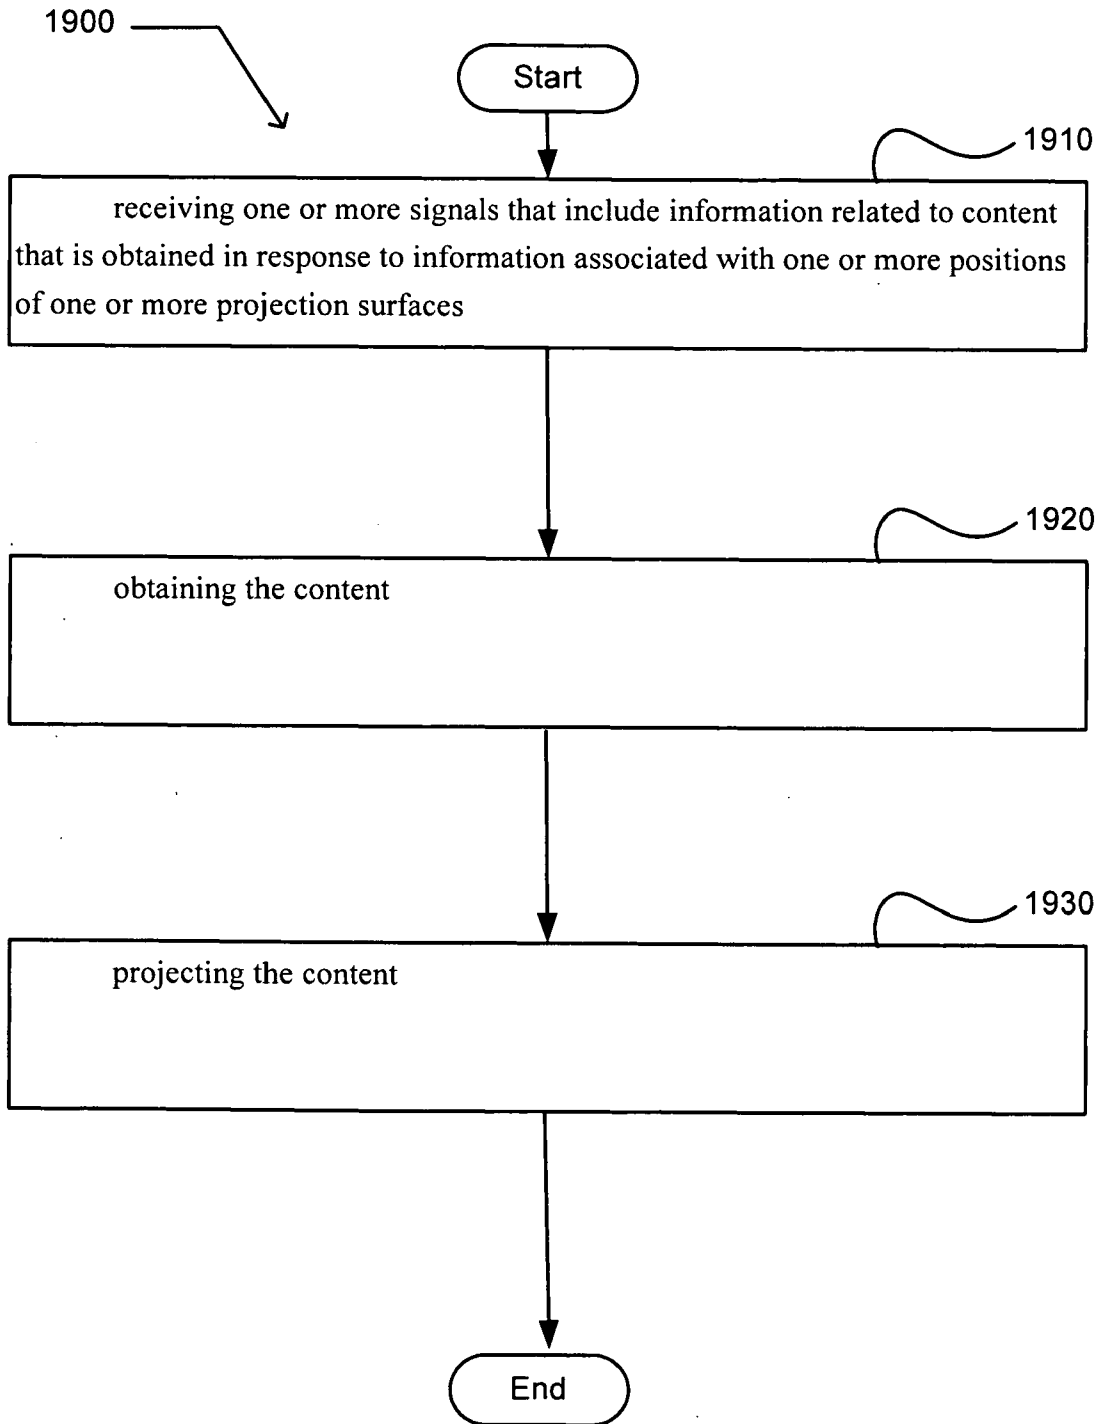 1900
Start
1910
receiving one or more signals that include information related to content
that is obtained in response to information associated with one or more positions
of one or more projection surfaces
1920
obtaining the content
1930
projecting the content
End